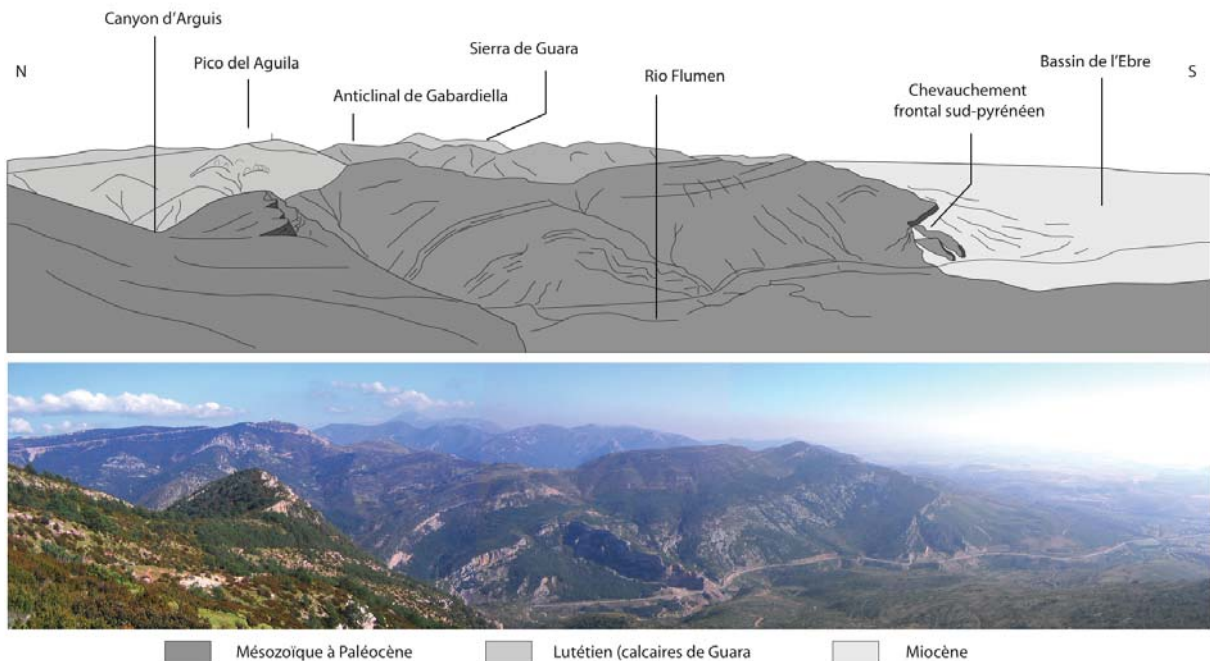 Canyon d'Arguis
Pico del Aguila
Anticlinal de Gabardiella
Sierra de Guara
Rio Flumen
Chevauchement
frontal sud-pyrénéen
Bassin de l'Ebre
N
S
Mésozoïque à Paléocène
Lutétien (calcaires de Guara
Miocène